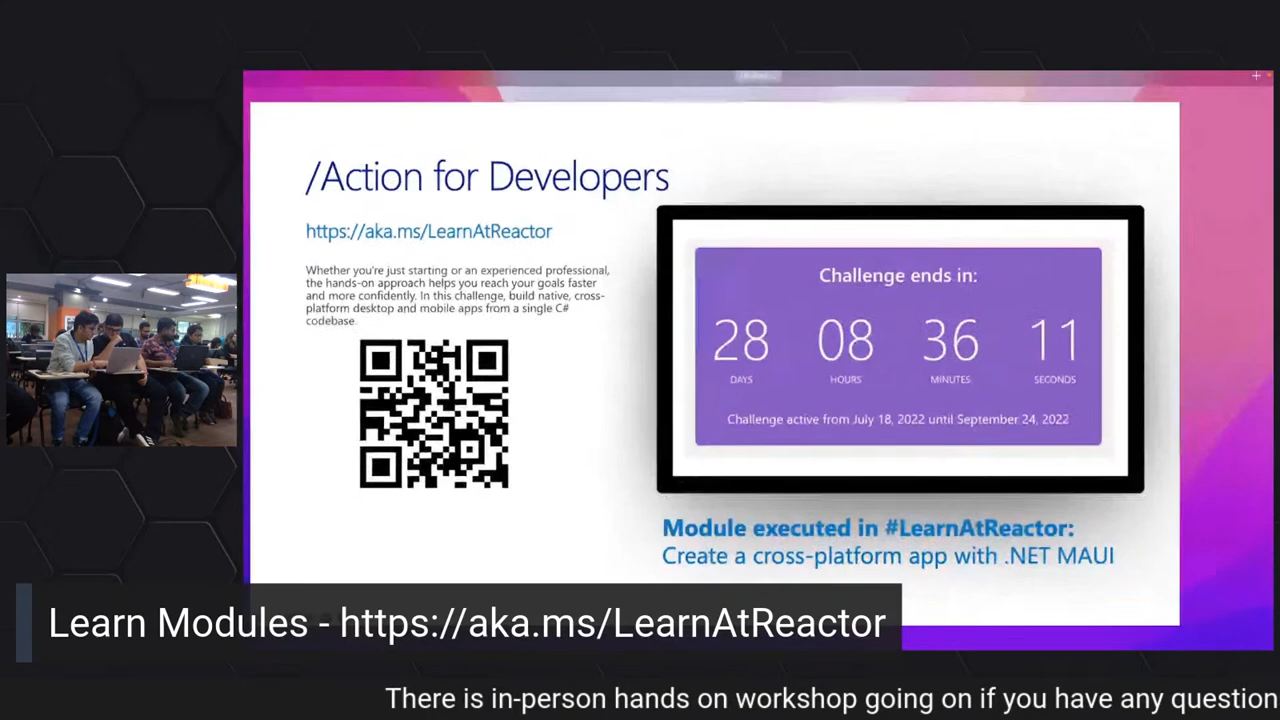 /Action for Developers
https://aka.ms/LearnAtReactor
Whether you're just starting or an experienced professional,
the hands-on approach helps you reach your goals faster
and more confidently. In this challenge, build native, cross-
platform desktop and mobile apps from a single C#
codebase.
Challenge ends in:
28 08 36 11
DAYS HOURS MINUTES SECONDS
Challenge active from July 18, 2022 until September 24, 2022
Module executed in #LearnAtReactor:
Create a cross-platform app with .NET MAUI
Learn Modules - https://aka.ms/LearnAtReactor
There is in-person hands on workshop going on if you have any question